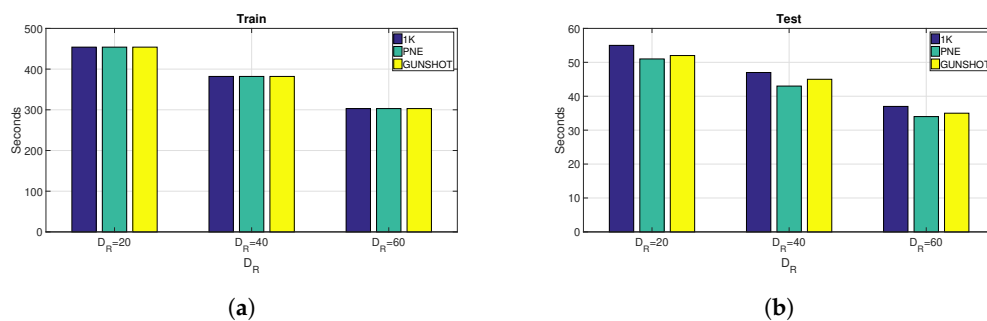 Train
500
400
300
200
100
0
Seconds
1K
PNE
GUNSHOT
D_R=20
D_R=40
D_R=60
D_R
(a)
Test
60
50
40
30
20
10
0
Seconds
1K
PNE
GUNSHOT
D_R=20
D_R=40
D_R=60
D_R
(b)